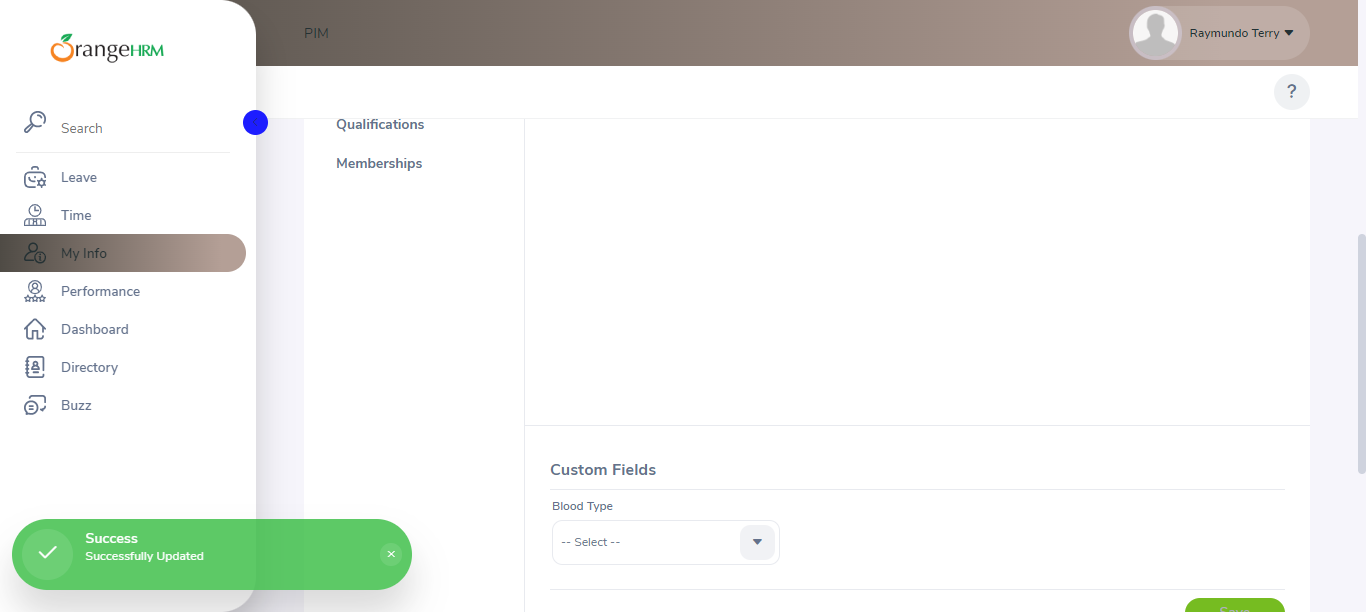 OrangeHRM
PIM
Raymundo Terry
?
Search
Qualifications
Memberships
Leave
Time
My Info
Performance
Dashboard
Directory
Buzz
Custom Fields
Blood Type
-- Select --
Success
Successfully Updated
Save